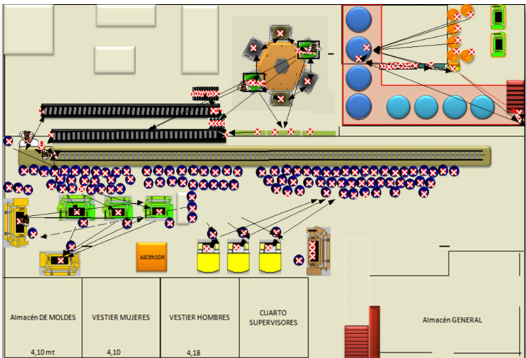 ASCENSOR
Almacén DE MOLDES
VESTIER MUJERES
VESTIER HOMBRES
CUARTO
SUPERVISORES
Almacén GENERAL
4,10 mt
4,10
4,18